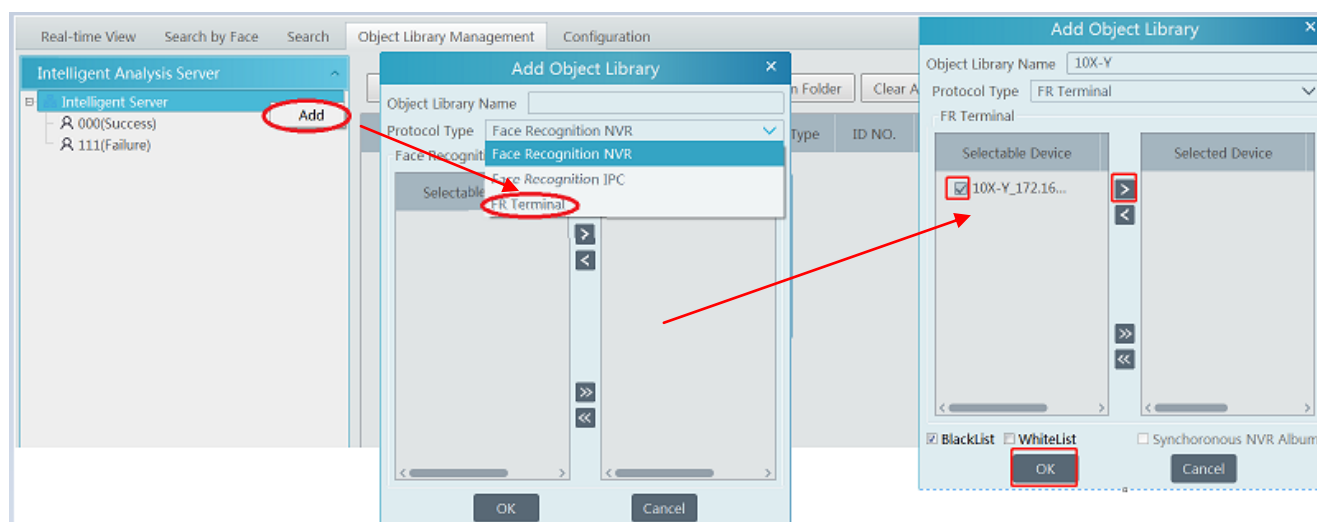 Real-time View Search by Face Search Object Library Management Configuration
Intelligent Analysis Server
Intelligent Server
000(Success)
111(Failure)
Add
n Folder Clear A
Type ID NO.
Add Object Library
Object Library Name
Protocol Type Face Recognition NVR
Face Recognit
Face Recognition NVR
Face Recognition IPC
FR Terminal
Selectable
OK Cancel
Add Object Library
Object Library Name 10X-Y
Protocol Type FR Terminal
FR Terminal
Selectable Device Selected Device
10X-Y_172.16...
BlackList WhiteList Synchoronous NVR Album
OK Cancel